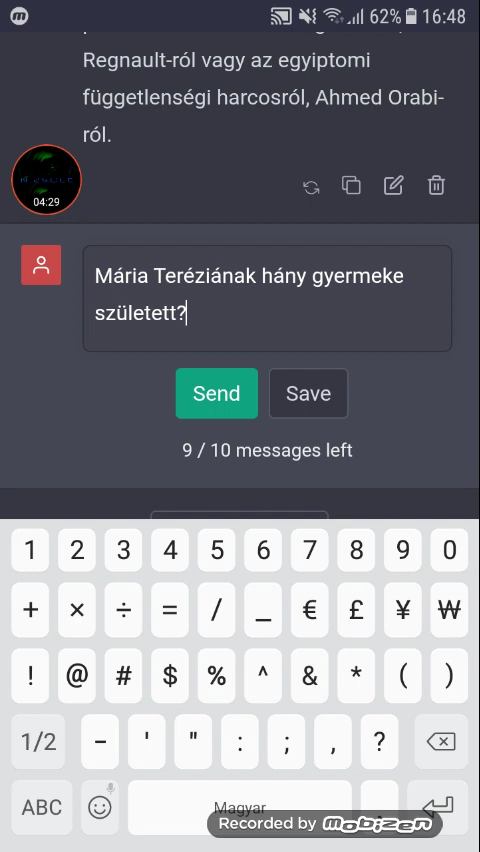 62% 16:48
Regnault-ról vagy az egyiptomi
függetlenségi harcosról, Ahmed Orabi-
ról.
04:29
Mária Teréziának hány gyermeke
született?
Send Save
9 / 10 messages left
1 2 3 4 5 6 7 8 9 0
+ × ÷ = / _ € £ ¥ ₩
! @ # $ % ^ & * ( )
1/2 - ' " : ; , ?
ABC Magyar
Recorded by mobizen